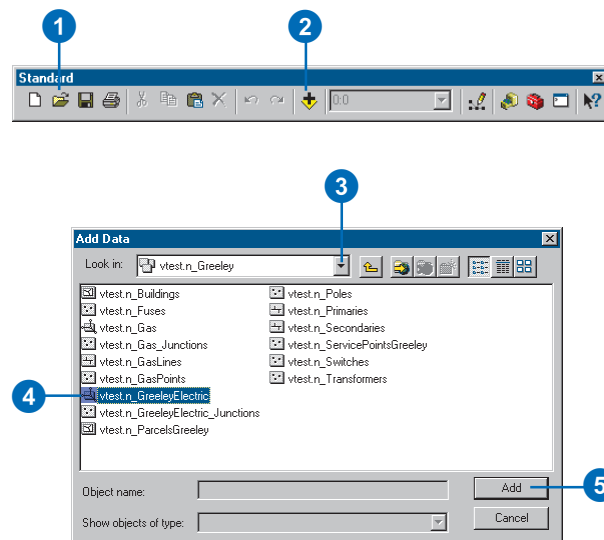 1
2
Standard
0:0
3
Add Data
Look in:
vtest.n_Greeley
vtest.n_Buildings
vtest.n_Fuses
vtest.n_Gas
vtest.n_Gas_Junctions
vtest.n_GasLines
vtest.n_GasPoints
vtest.n_GreeleyElectric
vtest.n_GreeleyElectric_Junctions
vtest.n_ParcelsGreeley
vtest.n_Poles
vtest.n_Primaries
vtest.n_Secondaries
vtest.n_ServicePointsGreeley
vtest.n_Switches
vtest.n_Transformers
4
Object name:
Add
5
Show objects of type:
Cancel